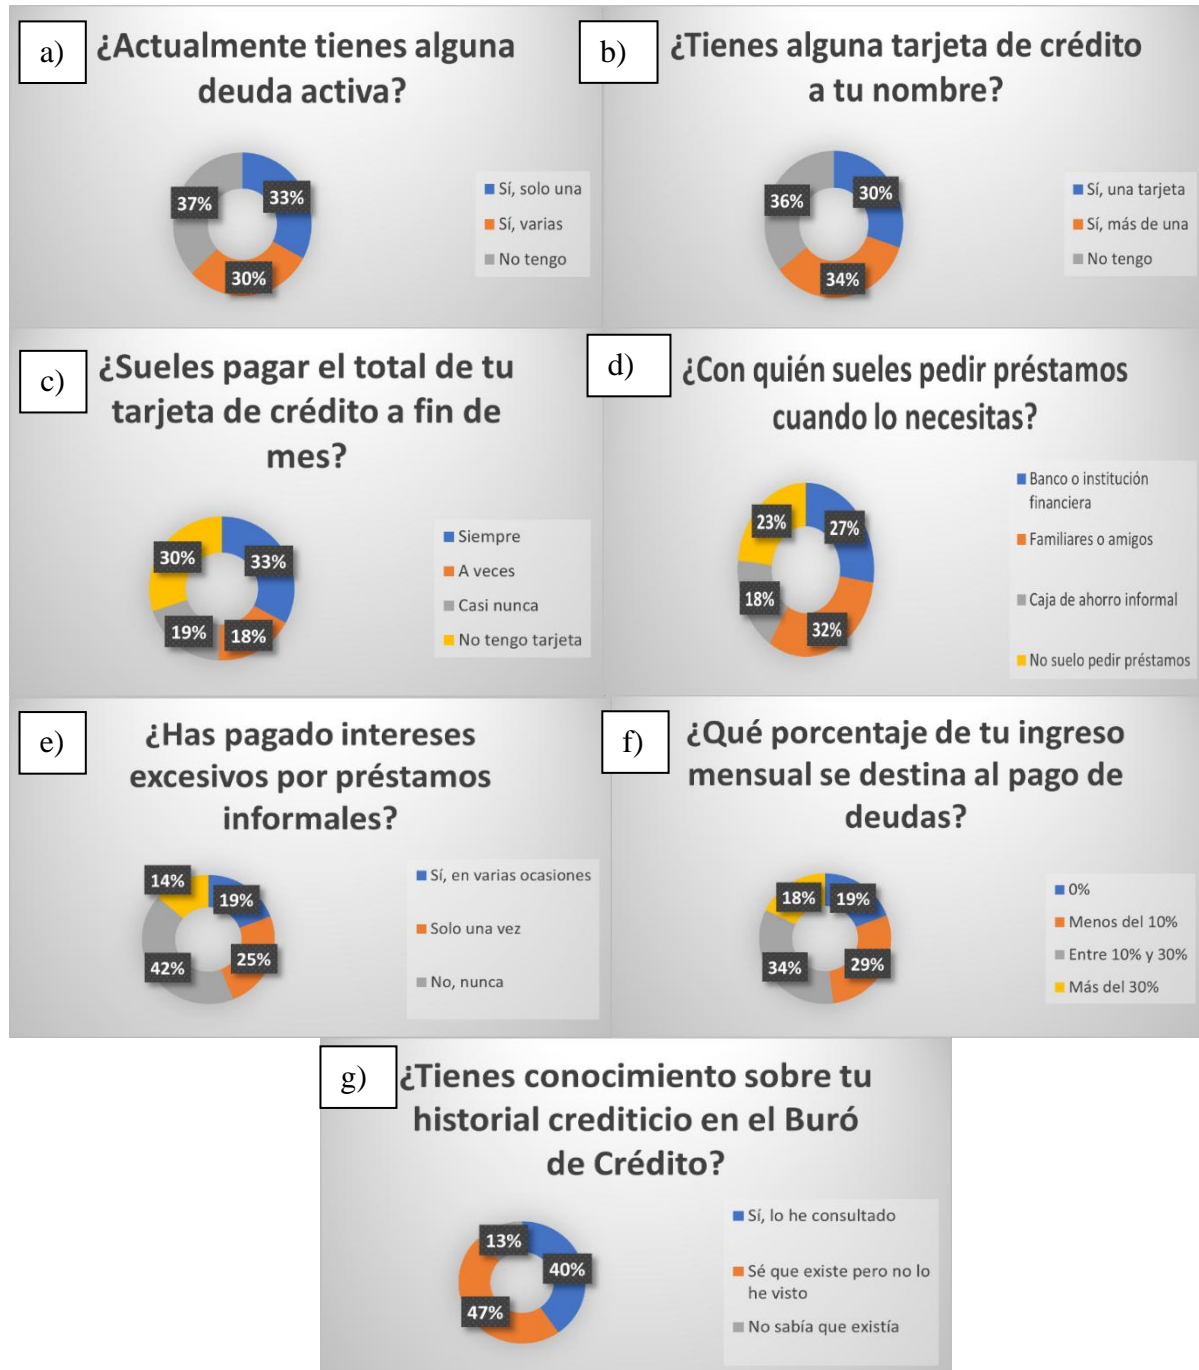 a)
¿Actualmente tienes alguna
deuda activa?
37%
33%
30%
Sí, solo una
Sí, varias
No tengo
b)
¿Tienes alguna tarjeta de crédito
a tu nombre?
36%
30%
34%
Sí, una tarjeta
Sí, más de una
No tengo
c)
¿Sueles pagar el total de tu
tarjeta de crédito a fin de
mes?
30%
33%
19%
18%
Siempre
A veces
Casi nunca
No tengo tarjeta
d)
¿Con quién sueles pedir préstamos
cuando lo necesitas?
23%
27%
18%
32%
Banco o institución
financiera
Familiares o amigos
Caja de ahorro informal
No suelo pedir préstamos
e)
¿Has pagado intereses
excesivos por préstamos
informales?
14%
19%
42%
25%
Sí, en varias ocasiones
Solo una vez
No, nunca
f)
¿Qué porcentaje de tu ingreso
mensual se destina al pago de
deudas?
18%
19%
34%
29%
0%
Menos del 10%
Entre 10% y 30%
Más del 30%
g)
¿Tienes conocimiento sobre tu
historial crediticio en el Buró
de Crédito?
13%
40%
47%
Sí, lo he consultado
Sé que existe pero no lo
he visto
No sabía que existía